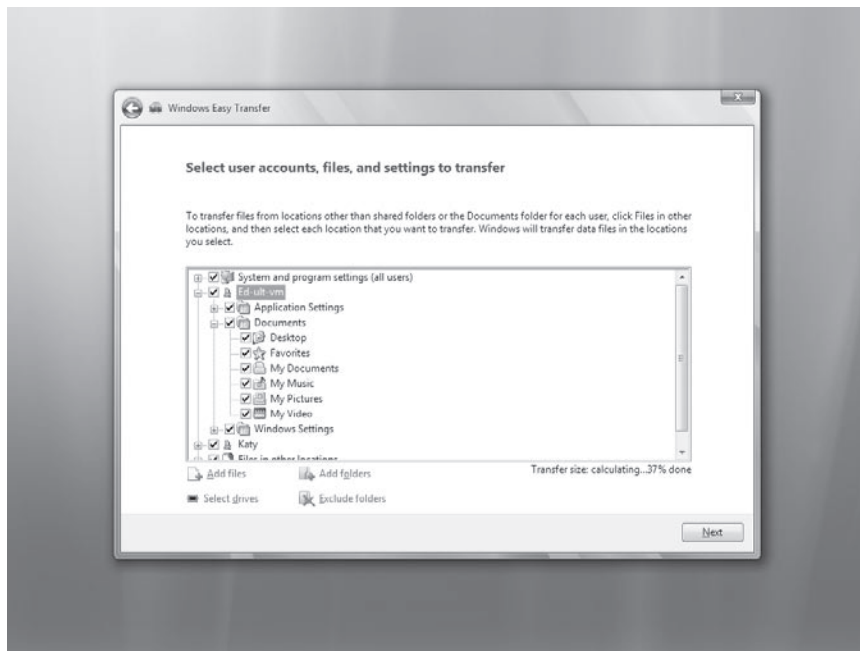 Windows Easy Transfer
Select user accounts, files, and settings to transfer
To transfer files from locations other than shared folders or the Documents folder for each user, click Files in other
locations, and then select each location that you want to transfer. Windows will transfer data files in the locations
you select.
System and program settings (all users)
Ed-ult-vm
Application Settings
Documents
Desktop
Favorites
My Documents
My Music
My Pictures
My Video
Windows Settings
Katy
Files in other locations
Add files
Add folders
Transfer size: calculating...37% done
Select drives
Exclude folders
Next